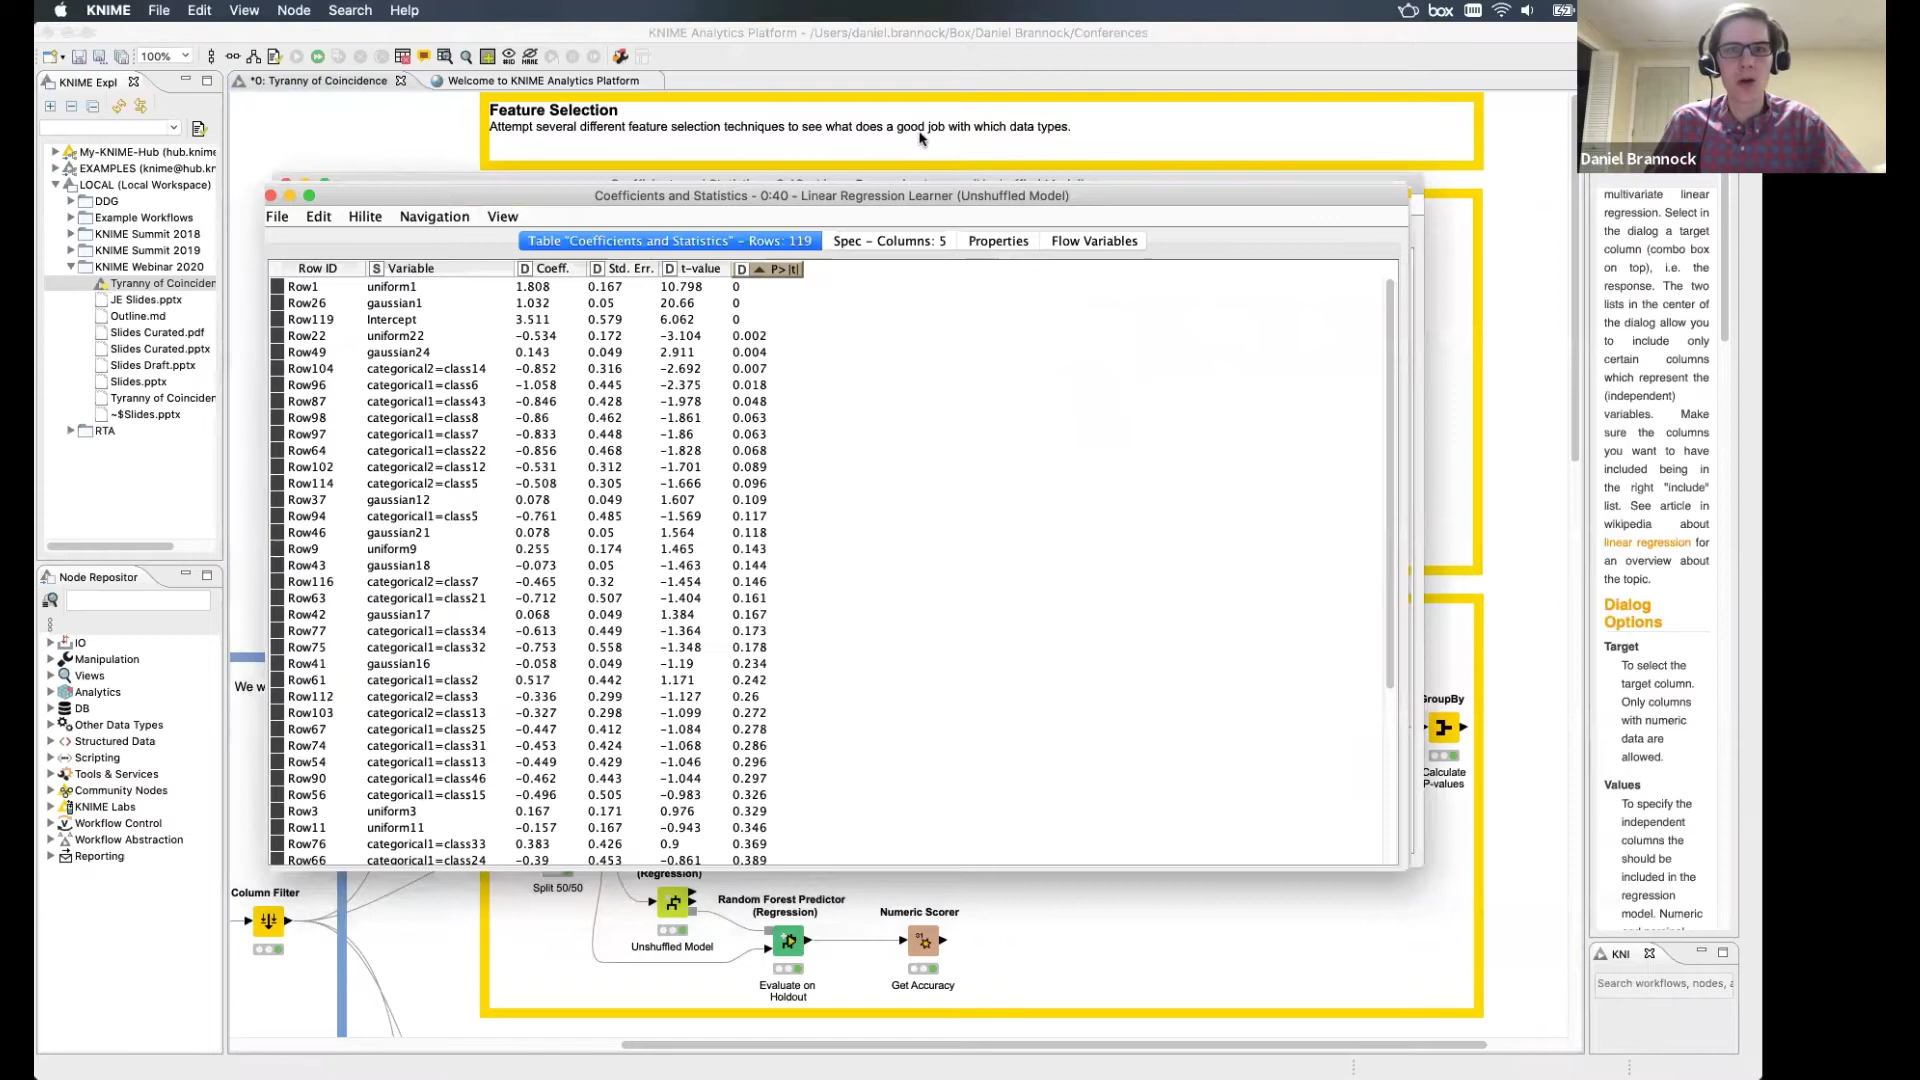 KNIME File Edit View Node Search Help
box
KNIME Analytics Platform - /Users/daniel.brannock/Box/Daniel Brannock/Conferences
100%
KNIME Expl
*0: Tyranny of Coincidence
Welcome to KNIME Analytics Platform
My-KNIME-Hub (hub.knime
EXAMPLES (knime@hub.kr
LOCAL (Local Workspace)
DDG
Example Workflows
KNIME Summit 2018
KNIME Summit 2019
KNIME Webinar 2020
Tyranny of Coinciden
JE Slides.pptx
Outline.md
Slides Curated.pdf
Slides Curated.pptx
Slides Draft.pptx
Slides.pptx
Tyranny of Coinciden
~$Slides.pptx
RTA
Node Repositor
IO
Manipulation
Views
Analytics
DB
Other Data Types
Structured Data
Scripting
Tools & Services
Community Nodes
KNIME Labs
Workflow Control
Workflow Abstraction
Reporting
Feature Selection
Attempt several different feature selection techniques to see what does a good job with which data types.
Coefficients and Statistics - 0:40 - Linear Regression Learner (Unshuffled Model)
File Edit Hilite Navigation View
Table "Coefficients and Statistics" - Rows: 119 Spec - Columns: 5 Properties Flow Variables
Row ID S Variable D Coeff. D Std. Err. D t-value D P>|t|
Row1 uniform1 1.808 0.167 10.798 0
Row26 gaussian1 1.032 0.05 20.66 0
Row119 Intercept 3.511 0.579 6.062 0
Row22 uniform22 -0.534 0.172 -3.104 0.002
Row49 gaussian24 0.143 0.049 2.911 0.004
Row104 categorical2=class14 -0.852 0.316 -2.692 0.007
Row96 categorical1=class6 -1.058 0.445 -2.375 0.018
Row87 categorical1=class43 -0.846 0.428 -1.978 0.048
Row98 categorical1=class8 -0.86 0.462 -1.861 0.063
Row97 categorical1=class7 -0.833 0.448 -1.86 0.063
Row64 categorical1=class22 -0.856 0.468 -1.828 0.068
Row102 categorical2=class12 -0.531 0.312 -1.701 0.089
Row114 categorical2=class5 -0.508 0.305 -1.666 0.096
Row37 gaussian12 0.078 0.049 1.607 0.109
Row94 categorical1=class5 -0.761 0.485 -1.569 0.117
Row46 gaussian21 0.078 0.05 1.564 0.118
Row9 uniform9 0.255 0.174 1.465 0.143
Row43 gaussian18 -0.073 0.05 -1.463 0.144
Row116 categorical2=class7 -0.465 0.32 -1.454 0.146
Row63 categorical1=class21 -0.712 0.507 -1.404 0.161
Row42 gaussian17 0.068 0.049 1.384 0.167
Row77 categorical1=class34 -0.613 0.449 -1.364 0.173
Row75 categorical1=class32 -0.753 0.558 -1.348 0.178
Row41 gaussian16 -0.058 0.049 -1.19 0.234
Row61 categorical1=class2 0.517 0.442 1.171 0.242
Row112 categorical2=class3 -0.336 0.299 -1.127 0.26
Row103 categorical2=class13 -0.327 0.298 -1.099 0.272
Row67 categorical1=class25 -0.447 0.412 -1.084 0.278
Row74 categorical1=class31 -0.453 0.424 -1.068 0.286
Row54 categorical1=class13 -0.449 0.429 -1.046 0.296
Row90 categorical1=class46 -0.462 0.443 -1.044 0.297
Row56 categorical1=class15 -0.496 0.505 -0.983 0.326
Row3 uniform3 0.167 0.171 0.976 0.329
Row11 uniform11 -0.157 0.167 -0.943 0.346
Row76 categorical1=class33 0.383 0.426 0.9 0.369
Row66 categorical1=class24 -0.39 0.453 -0.861 0.389
We w
Column Filter
Split 50/50
(Regression)
Unshuffled Model
Random Forest Predictor
(Regression)
Evaluate on
Holdout
Numeric Scorer
Get Accuracy
GroupBy
Calculate
P-values
Daniel Brannock
multivariate linear
regression. Select in
the dialog a target
column (combo box
on top), i.e. the
response. The two
lists in the center of
the dialog allow you
to include only
certain columns
which represent the
(independent)
variables. Make
sure the columns
you want to have
included being in
the right "include"
list. See article in
wikipedia about
linear regression for
an overview about
the topic.
Dialog
Options
Target
To select the
target column.
Only columns
with numeric
data are
allowed.
Values
To specify the
independent
columns the
should be
included in the
regression
model. Numeric
KNI
Search workflows, nodes, a